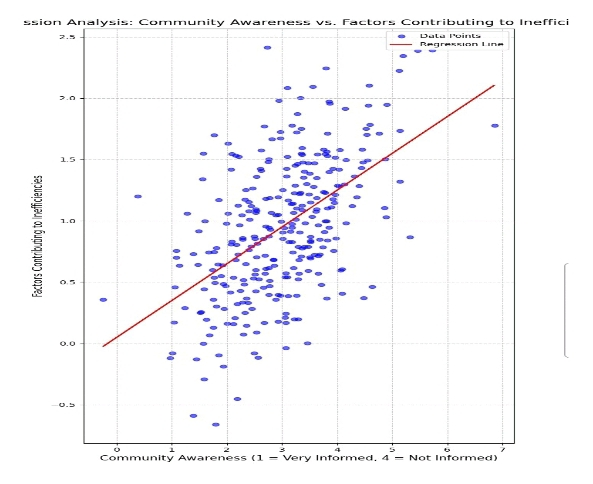 ssion Analysis: Community Awareness vs. Factors Contributing to Ineffici
Data Points
Regression Line
2.5
2.0
1.5
1.0
0.5
0.0
−0.5
Factors Contributing to Inefficiencies
0 1 2 3 4 5 6 7
Community Awareness (1 = Very Informed, 4 = Not Informed)